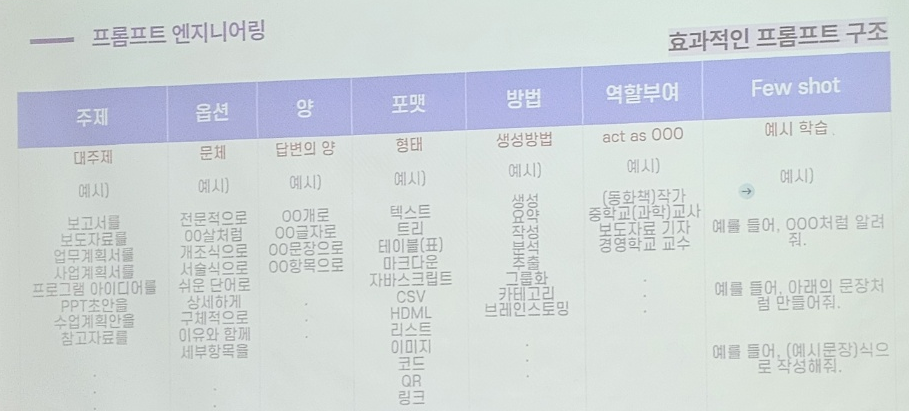 프롬프트 엔지니어링
효과적인 프롬프트 구조
주제 옵션 양 포맷 방법 역할부여 Few shot
대주제
예시)
보고서를
보도자료를
업무계획서를
사업계획서를
프로그램 아이디어를
PPT초안을
수업계획안을
참고자료를
.
.
문체
예시)
전문적으로
OO살처럼
개조식으로
서술식으로
쉬운 단어로
상세하게
구체적으로
이유와 함께
세부항목을
.
.
답변의 양
예시)
OO개로
OO글자로
OO문장으로
OO항목으로
.
.
형태
예시)
텍스트
트리
테이블(표)
마크다운
자바스크립트
CSV
HDML
리스트
이미지
코드
QR
링크
생성방법
예시)
생성
요약
작성
분석
추출
그룹화
카테고리
브레인스토밍
.
.
act as OOO
예시)
(동화책)작가
중학교(과학)교사
보도자료 기자
경영학교 교수
.
.
.
예시 학습 .
예시)
예를 들어, OOO처럼 알려
줘.
예를 들어, 아래의 문장처
럼 만들어줘.
예를 들어, (예시문장)식으
로 작성해줘.